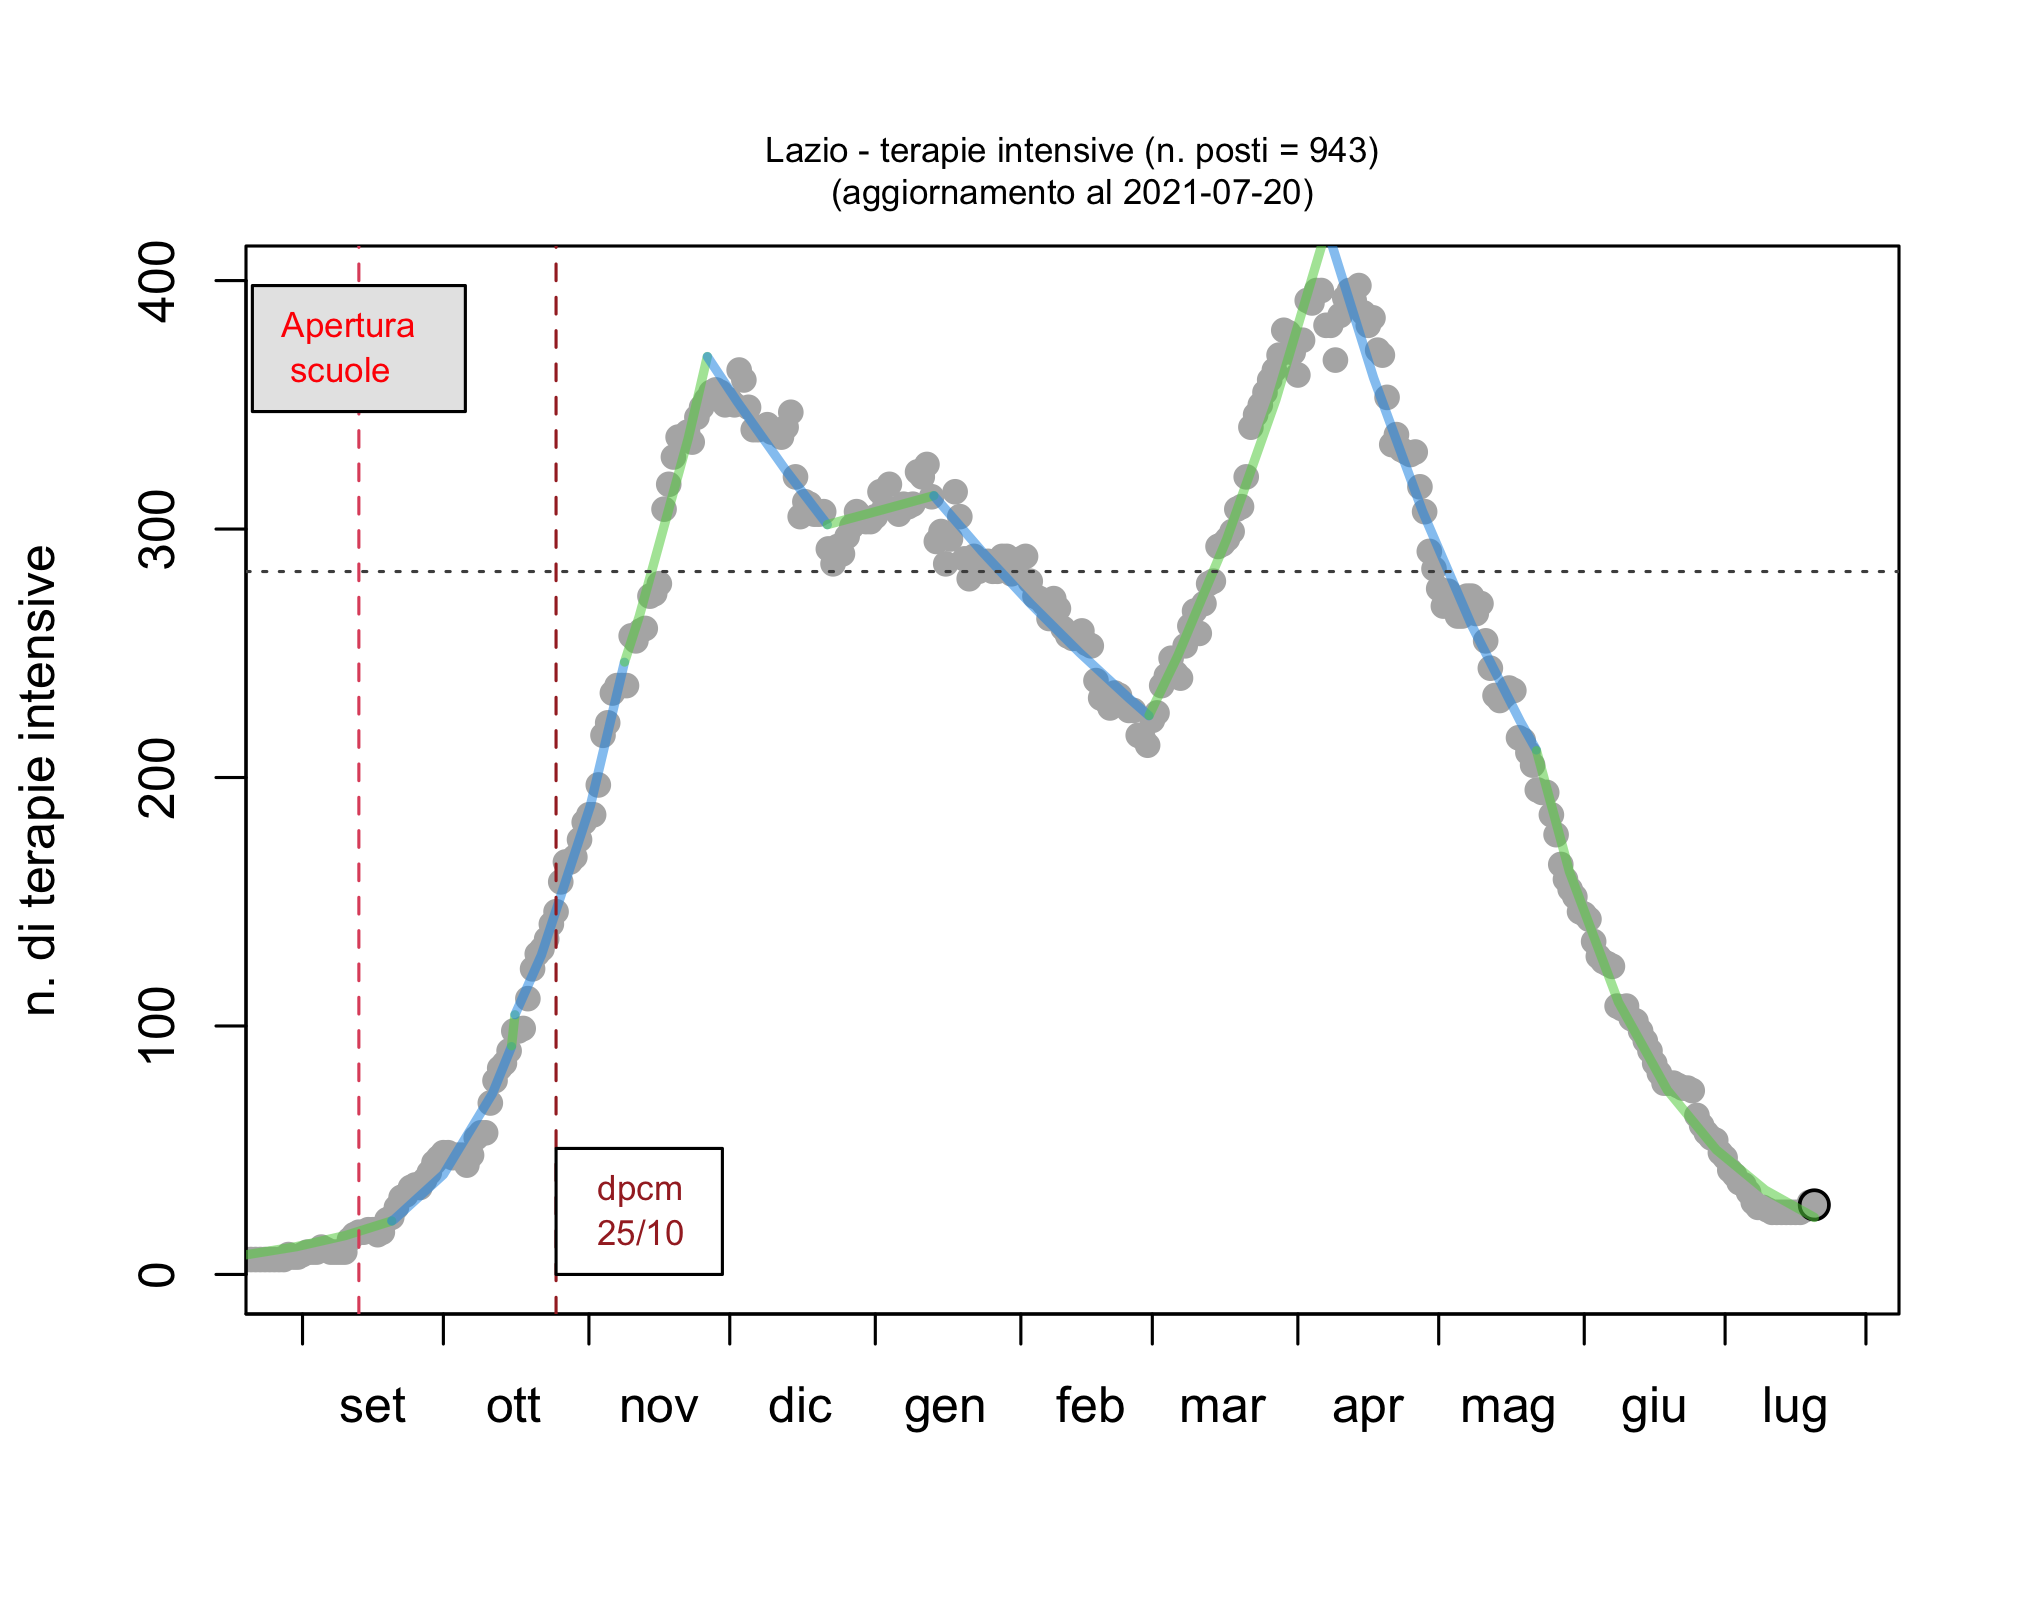 Lazio - terapie intensive (n. posti = 943)
(aggiornamento al 2021-07-20)
n. di terapie intensive
400
300
200
100
0
Apertura
scuole
dpcm
25/10
set ott nov dic gen feb mar apr mag giu lug